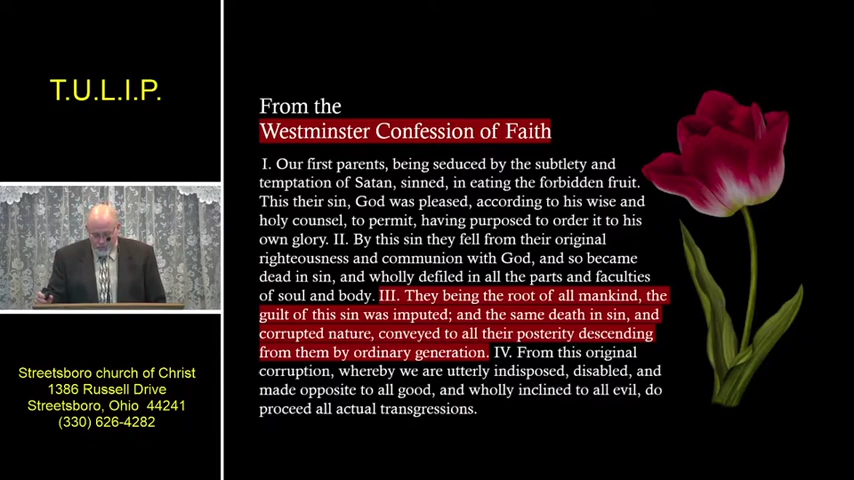 T.U.L.I.P.
Streetsboro church of Christ
1386 Russell Drive
Streetsboro, Ohio  44241
(330) 626-4282
From the
Westminster Confession of Faith
I. Our first parents, being seduced by the subtlety and
temptation of Satan, sinned, in eating the forbidden fruit.
This their sin, God was pleased, according to his wise and
holy counsel, to permit, having purposed to order it to his
own glory. II. By this sin they fell from their original
righteousness and communion with God, and so became
dead in sin, and wholly defiled in all the parts and faculties
of soul and body. III. They being the root of all mankind, the
guilt of this sin was imputed; and the same death in sin, and
corrupted nature, conveyed to all their posterity descending
from them by ordinary generation. IV. From this original
corruption, whereby we are utterly indisposed, disabled, and
made opposite to all good, and wholly inclined to all evil, do
proceed all actual transgressions.